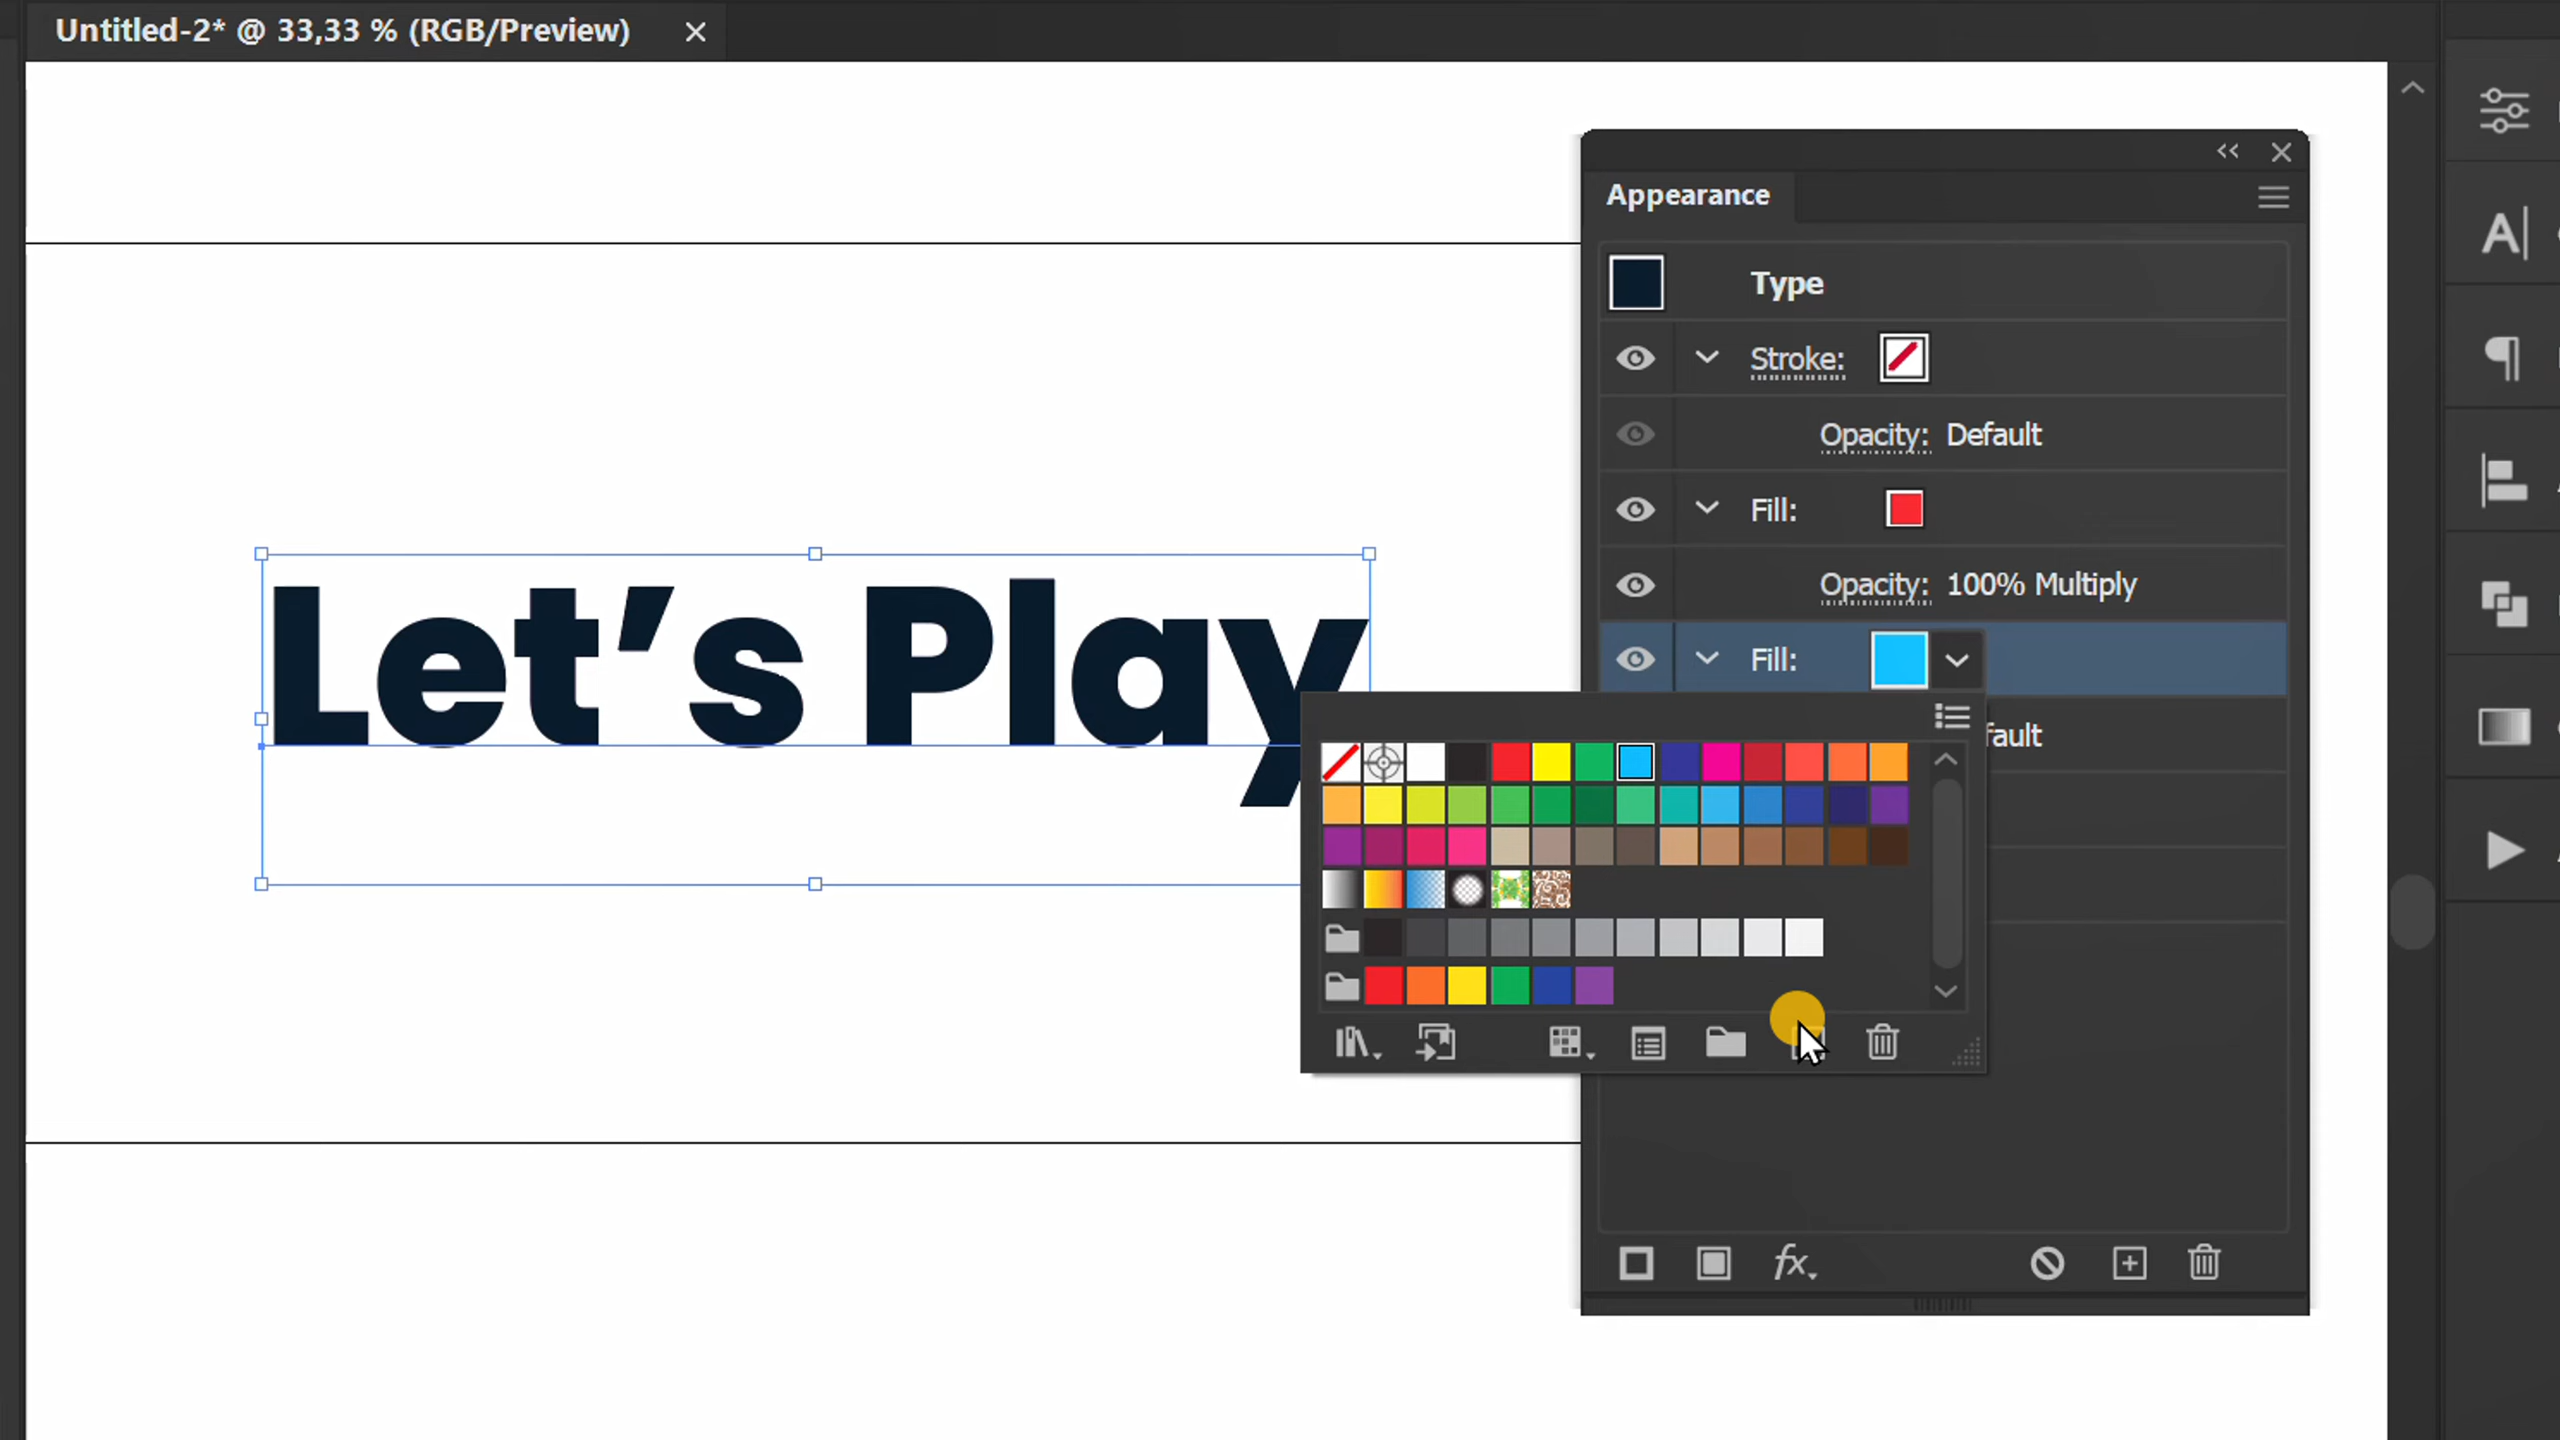 Untitled-2* @ 33,33 % (RGB/Preview)
Appearance
Type
Stroke:
Opacity: Default
Fill:
Opacity: 100% Multiply
Fill:
fault
Let’s Play
fx